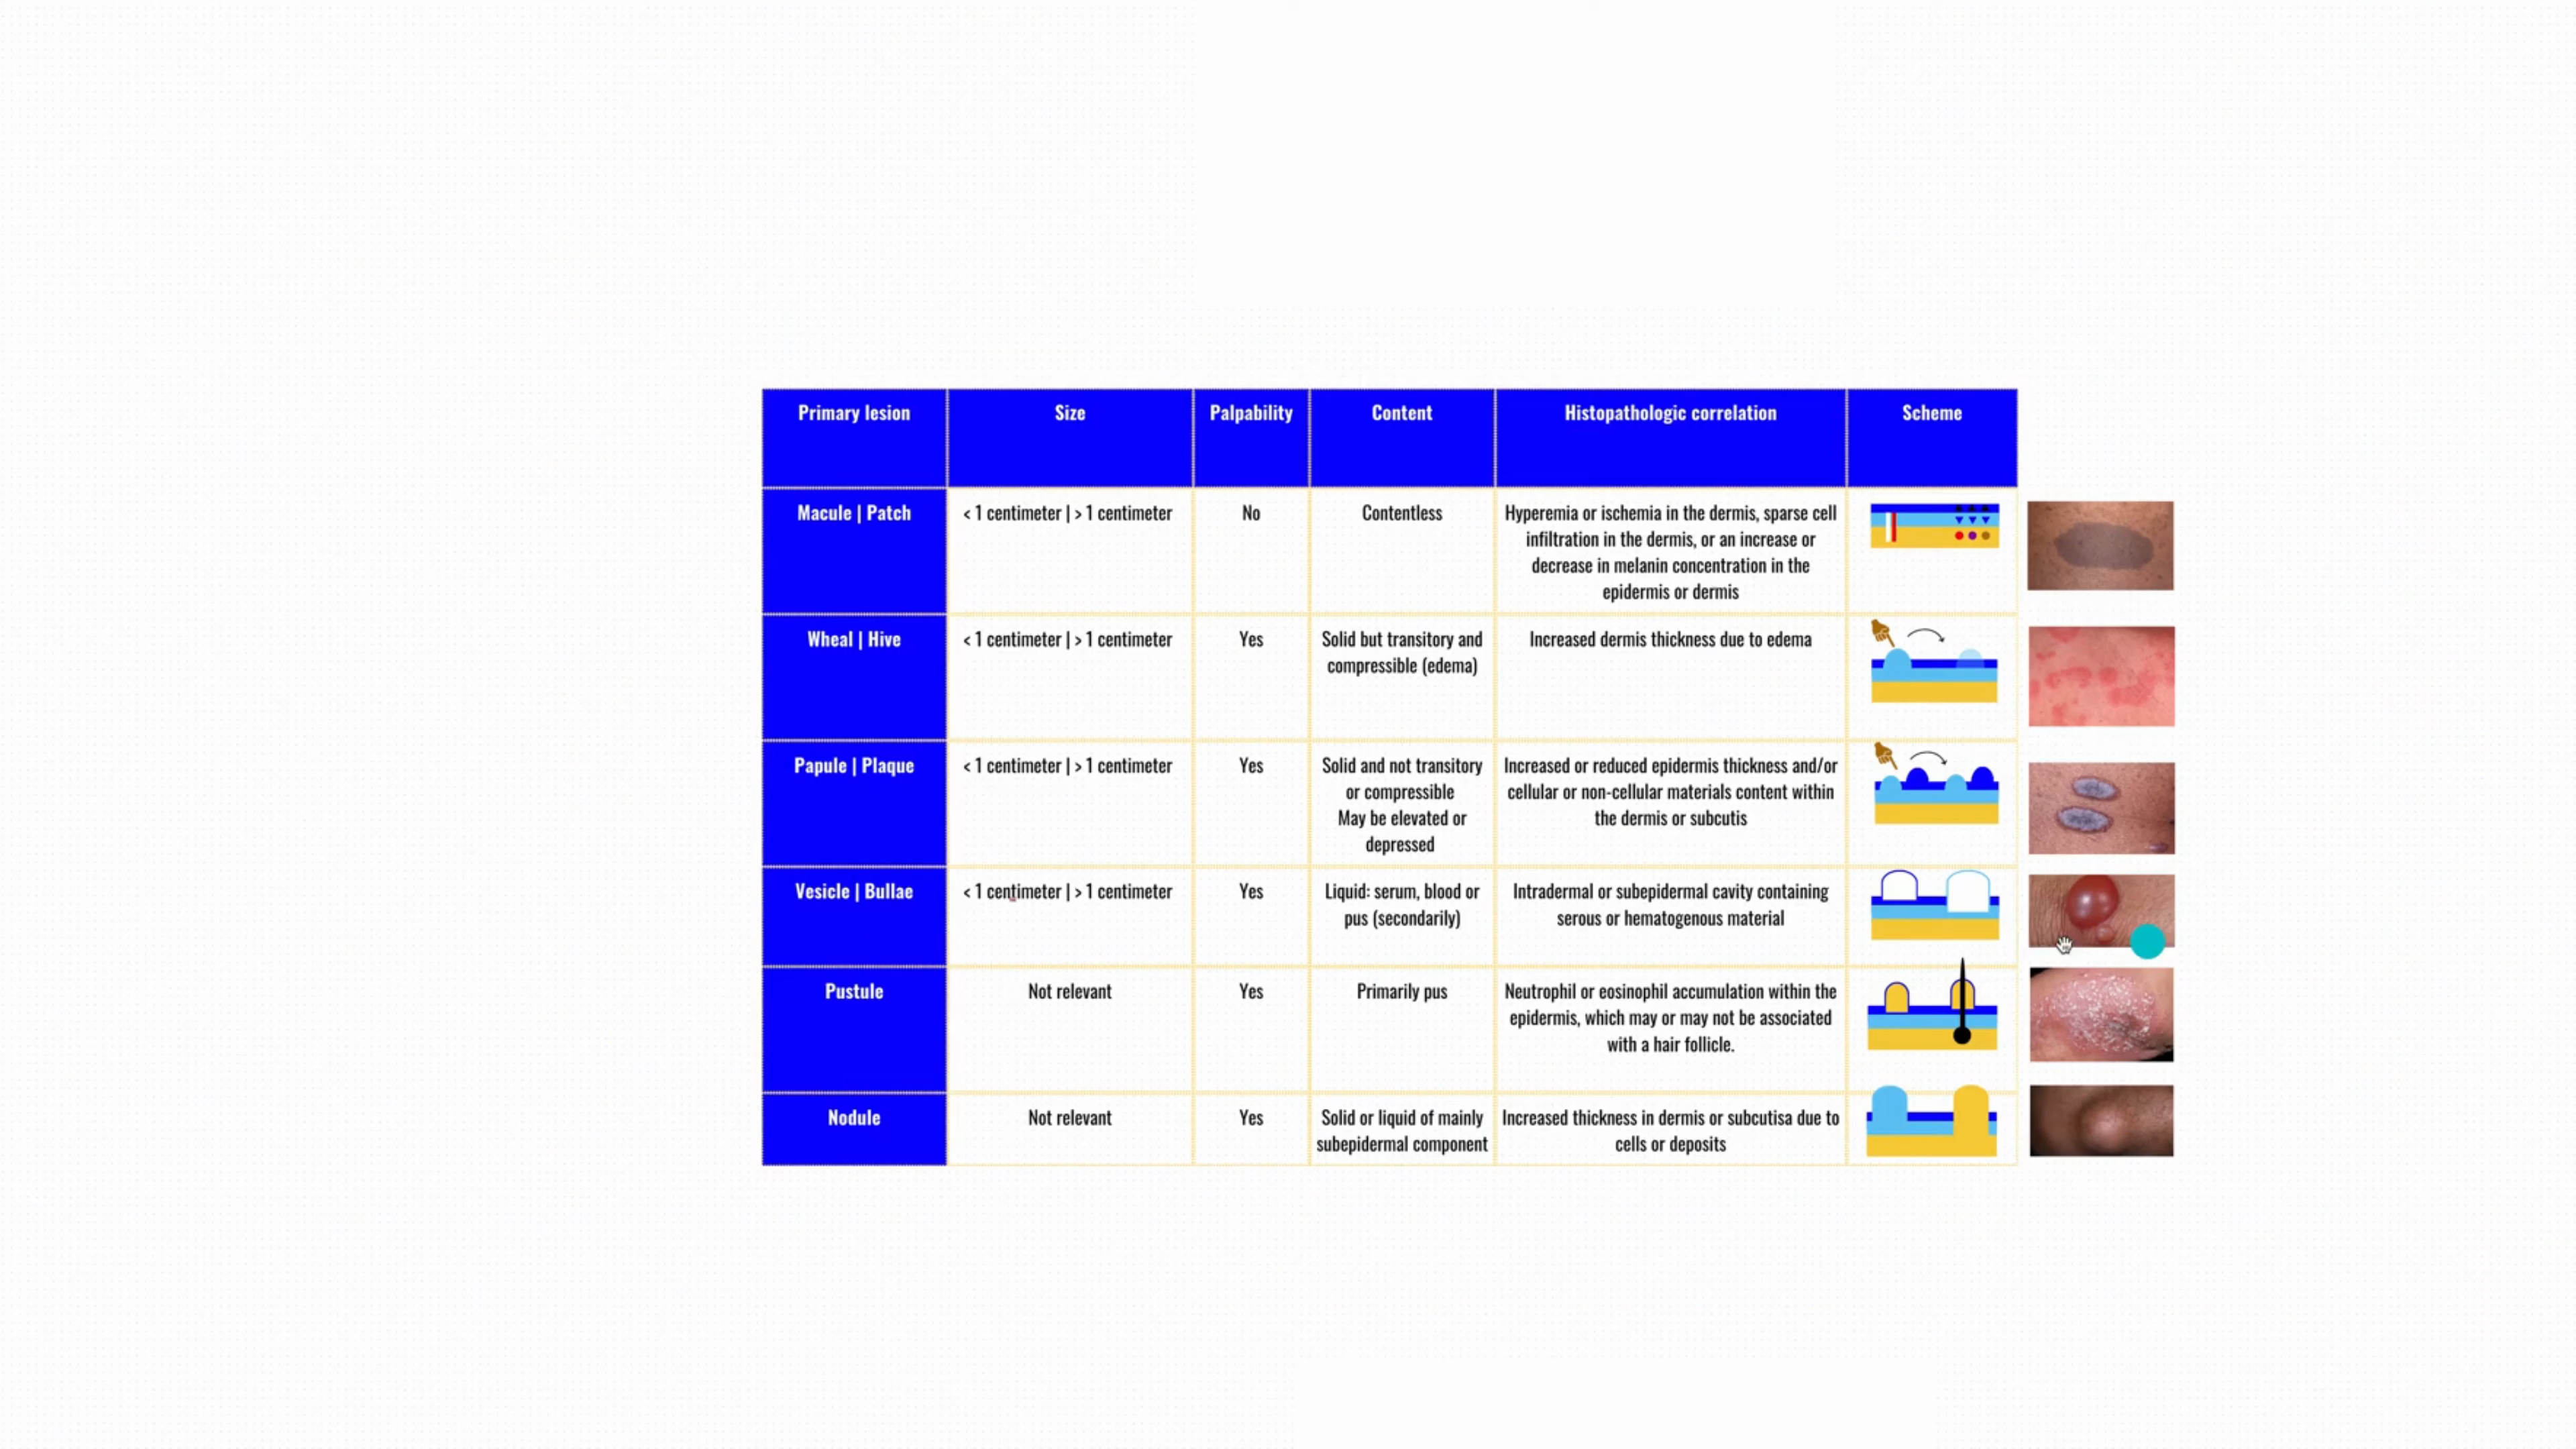 Primary lesion
Size
Palpability
Content
Histopathologic correlation
Scheme
Macule | Patch
< 1 centimeter | > 1 centimeter
No
Contentless
Hyperemia or ischemia in the dermis, sparse cell
infiltration in the dermis, or an increase or
decrease in melanin concentration in the
epidermis or dermis
Wheal | Hive
< 1 centimeter | > 1 centimeter
Yes
Solid but transitory and
compressible (edema)
Increased dermis thickness due to edema
Papule | Plaque
< 1 centimeter | > 1 centimeter
Yes
Solid and not transitory
or compressible
May be elevated or
depressed
Increased or reduced epidermis thickness and/or
cellular or non-cellular materials content within
the dermis or subcutis
Vesicle | Bullae
< 1 centimeter | > 1 centimeter
Yes
Liquid: serum, blood or
pus (secondarily)
Intradermal or subepidermal cavity containing
serous or hematogenous material
Pustule
Not relevant
Yes
Primarily pus
Neutrophil or eosinophil accumulation within the
epidermis, which may or may not be associated
with a hair follicle.
Nodule
Not relevant
Yes
Solid or liquid of mainly
subepidermal component
Increased thickness in dermis or subcutisa due to
cells or deposits